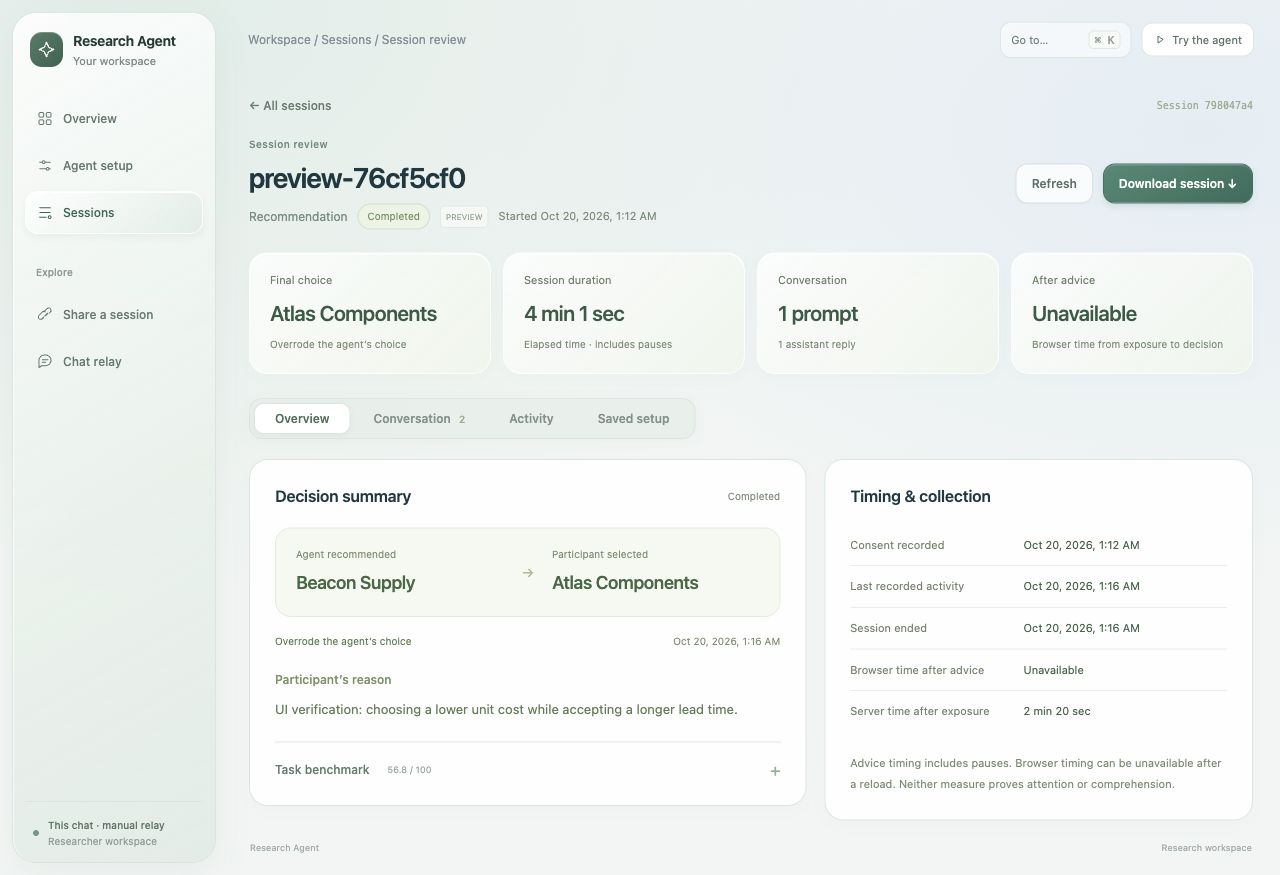 Research Agent
Your workspace
Overview
Agent setup
Sessions
Explore
Share a session
Chat relay
This chat · manual relay
Researcher workspace
Workspace / Sessions / Session review
Go to...
⌘ K
Try the agent
← All sessions
Session 798047a4
Session review
preview-76cf5cf0
Refresh
Download session ↓
Recommendation
Completed
PREVIEW
Started Oct 20, 2026, 1:12 AM
Final choice
Atlas Components
Overrode the agent's choice
Session duration
4 min 1 sec
Elapsed time · includes pauses
Conversation
1 prompt
1 assistant reply
After advice
Unavailable
Browser time from exposure to decision
Overview
Conversation 2
Activity
Saved setup
Decision summary
Completed
Agent recommended
Beacon Supply
→
Participant selected
Atlas Components
Overrode the agent's choice
Oct 20, 2026, 1:16 AM
Participant's reason
UI verification: choosing a lower unit cost while accepting a longer lead time.
Task benchmark
56.8 / 100
+
Timing & collection
Consent recorded
Oct 20, 2026, 1:12 AM
Last recorded activity
Oct 20, 2026, 1:16 AM
Session ended
Oct 20, 2026, 1:16 AM
Browser time after advice
Unavailable
Server time after exposure
2 min 20 sec
Advice timing includes pauses. Browser timing can be unavailable after
a reload. Neither measure proves attention or comprehension.
Research Agent
Research workspace